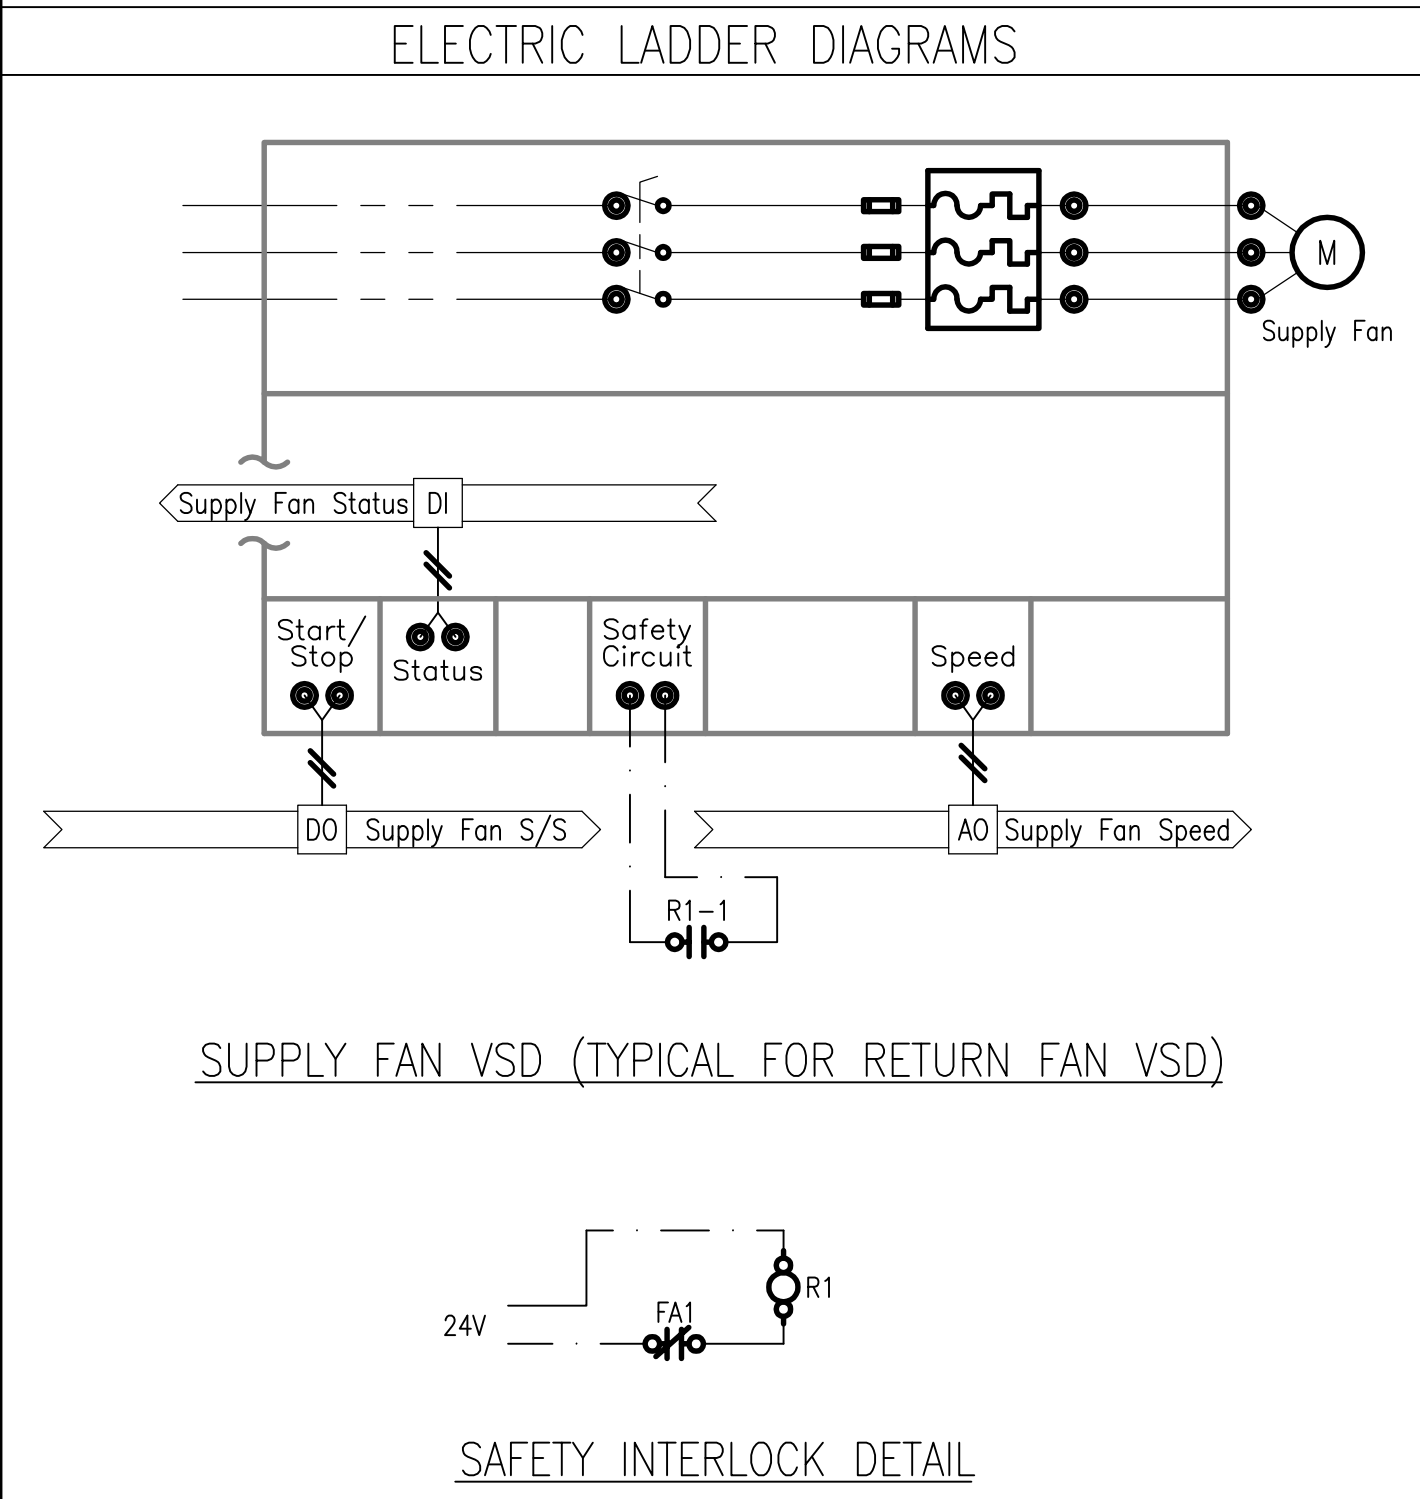 ELECTRIC LADDER DIAGRAMS
M
Supply Fan
Supply Fan Status DI
Start/
Stop
Status
Safety
Circuit
Speed
DO Supply Fan S/S
AO Supply Fan Speed
R1-1
SUPPLY FAN VSD (TYPICAL FOR RETURN FAN VSD)
R1
FA1
24V
SAFETY INTERLOCK DETAIL